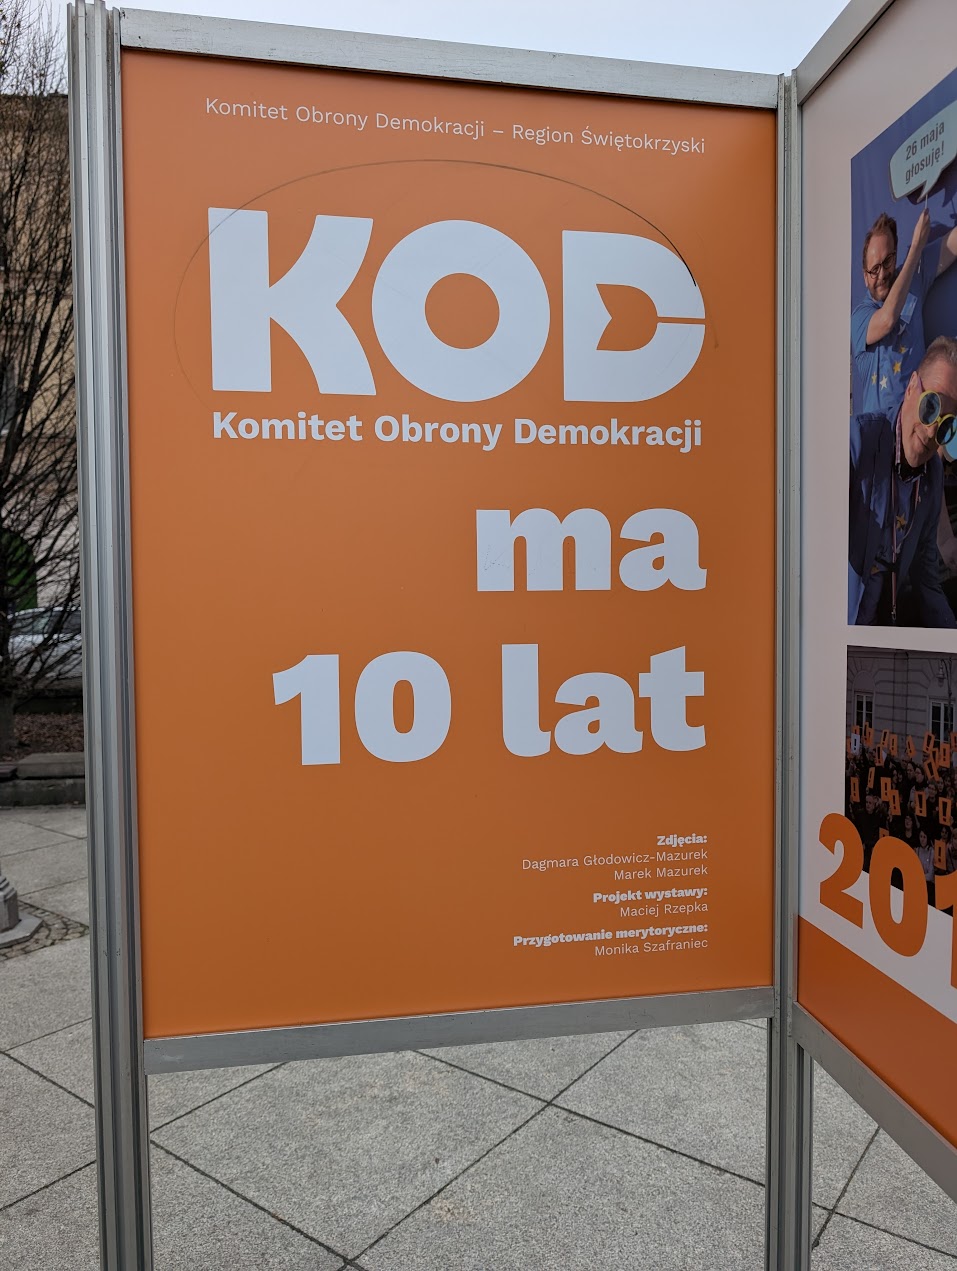 Komitet Obrony Demokracji – Region Świętokrzyski
KOD
Komitet Obrony Demokracji
ma
10 lat
Zdjęcia:
Dagmara Głodowicz-Mazurek
Marek Mazurek
Projekt wystawy:
Maciej Rzepka
Przygotowanie merytoryczne:
Monika Szafraniec
26 maja
głosuję!